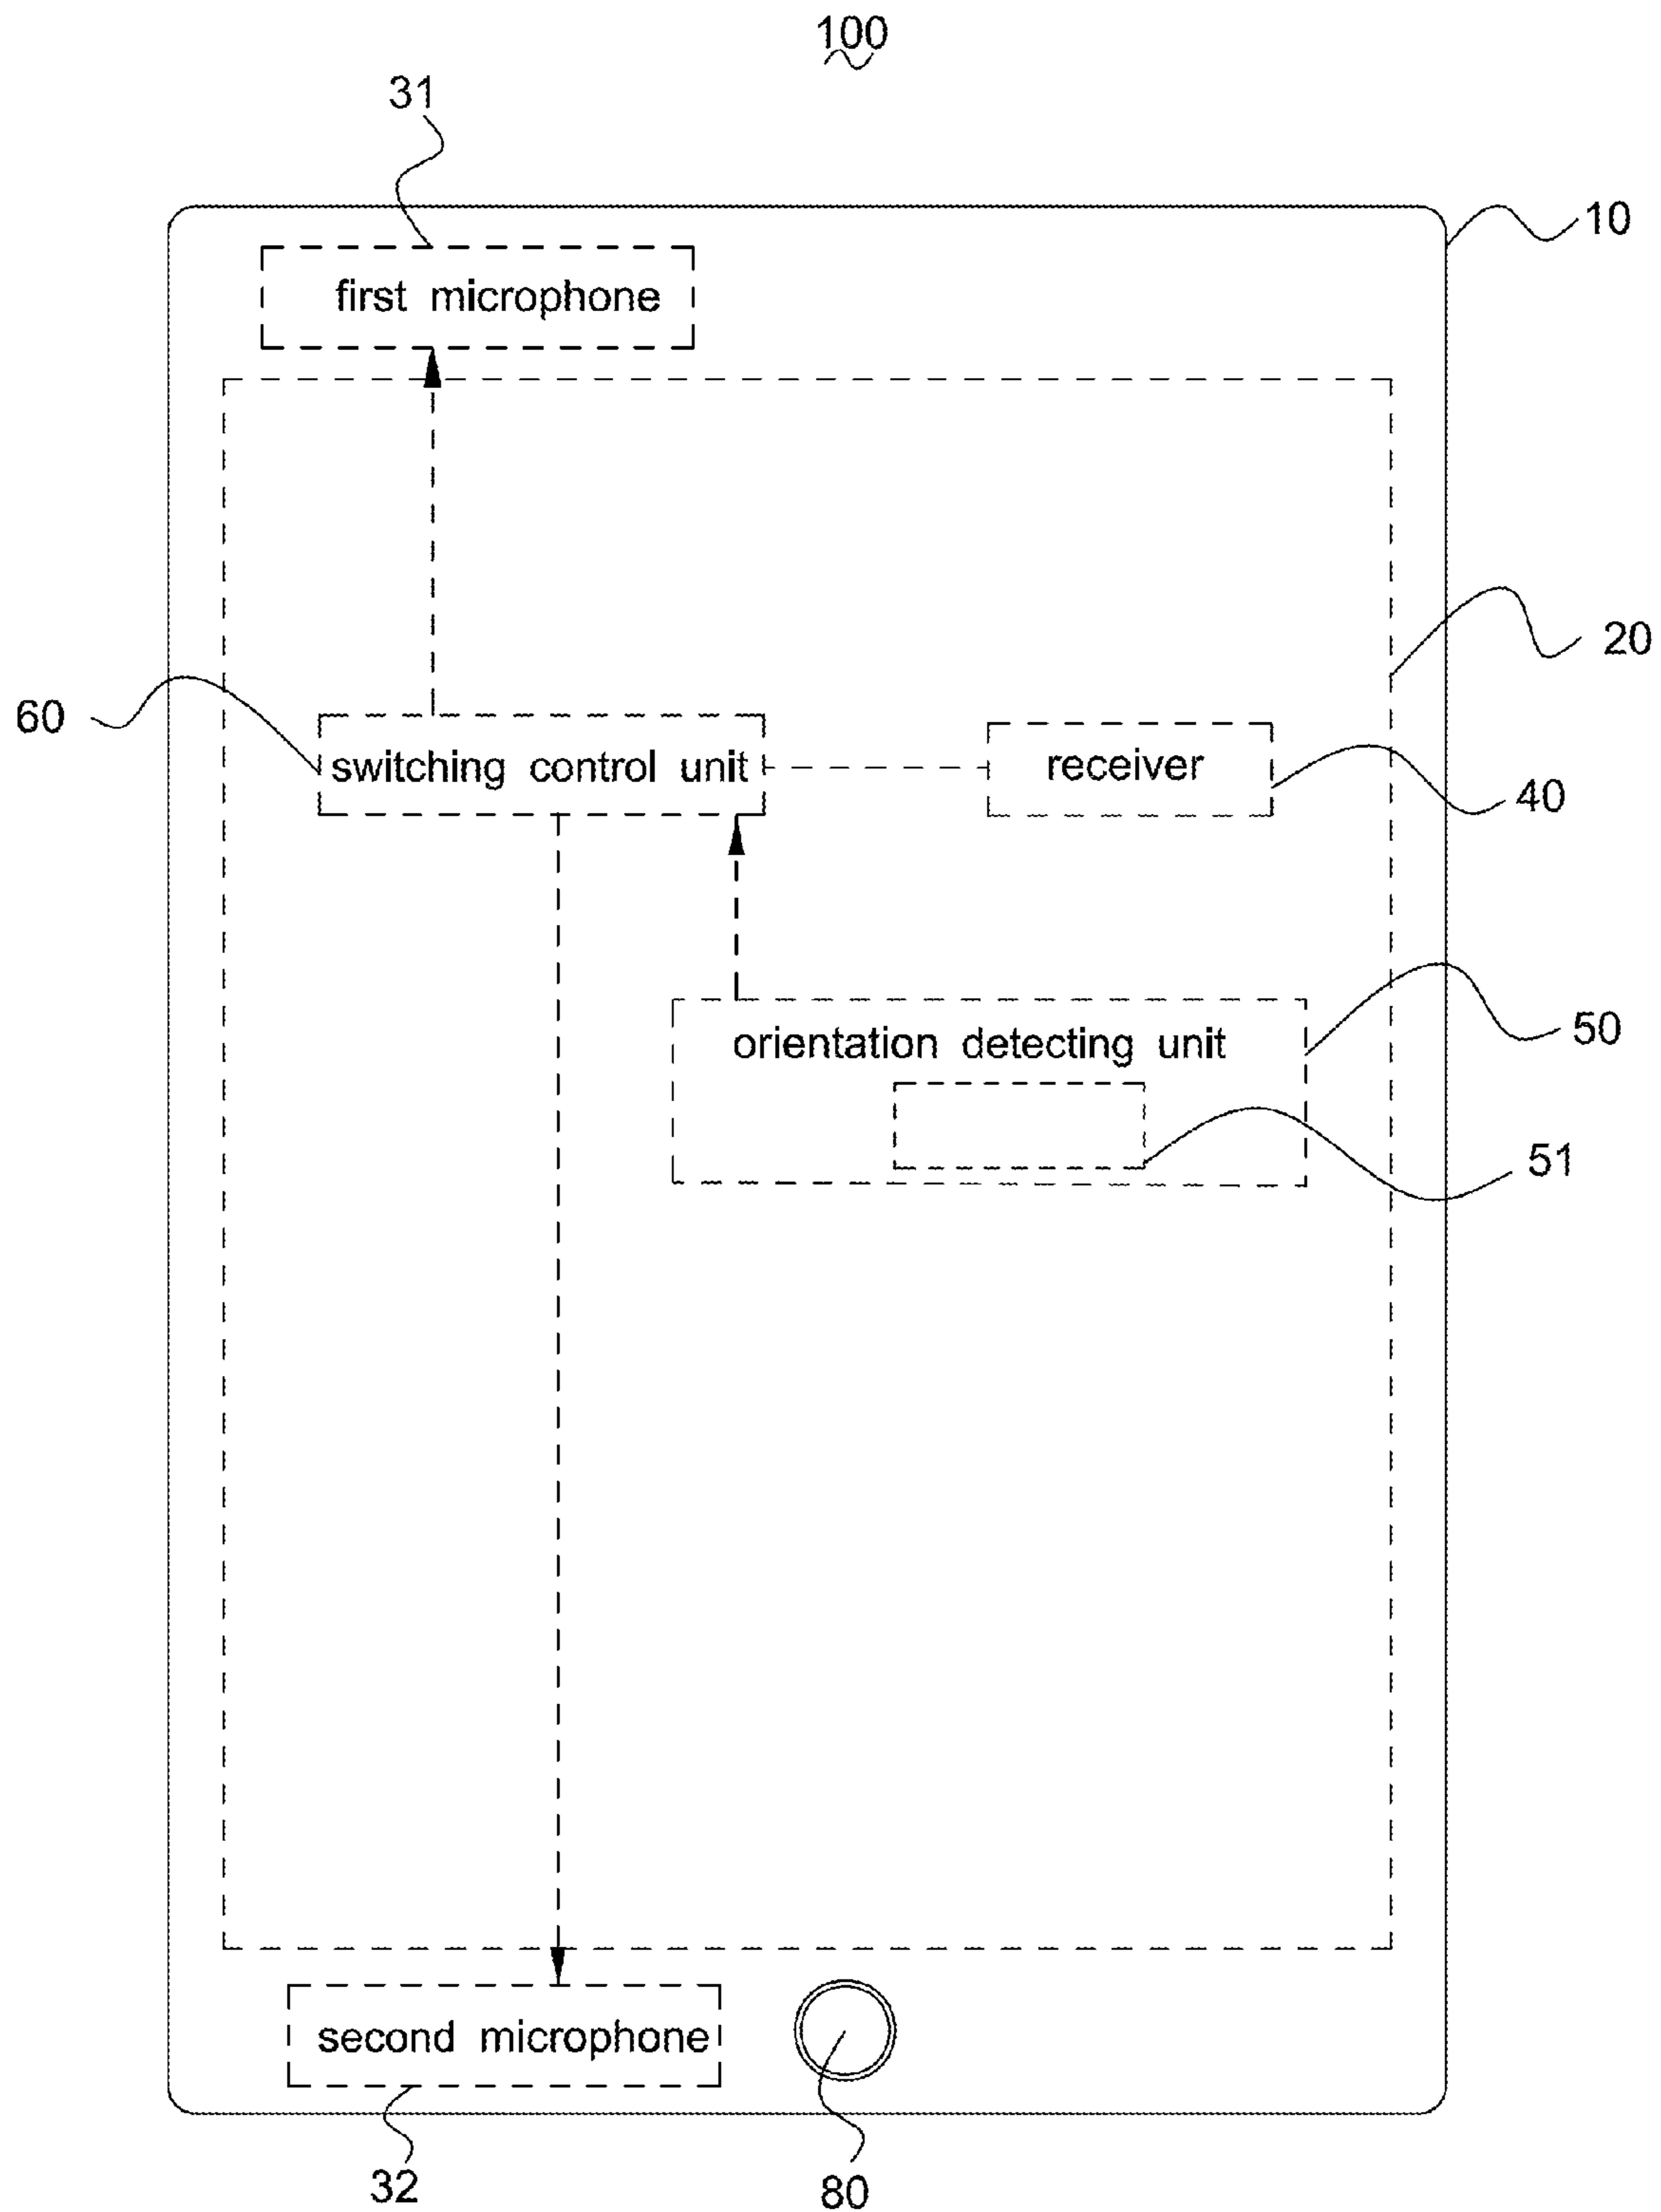 100
31
10
first microphone
20
60
switching control unit
receiver
40
50
orientation detecting unit
51
second microphone
32
80